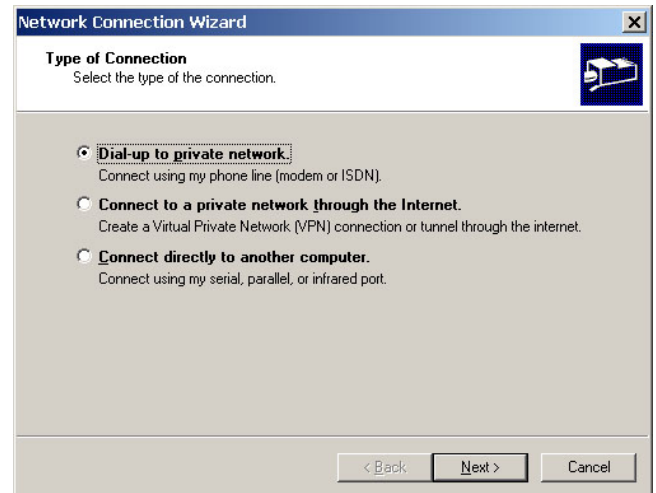 Network Connection Wizard
Type of Connection
Select the type of the connection.
Dial-up to private network.
Connect using my phone line (modem or ISDN).
Connect to a private network through the Internet.
Create a Virtual Private Network (VPN) connection or tunnel through the internet.
Connect directly to another computer.
Connect using my serial, parallel, or infrared port.
< Back Next > Cancel